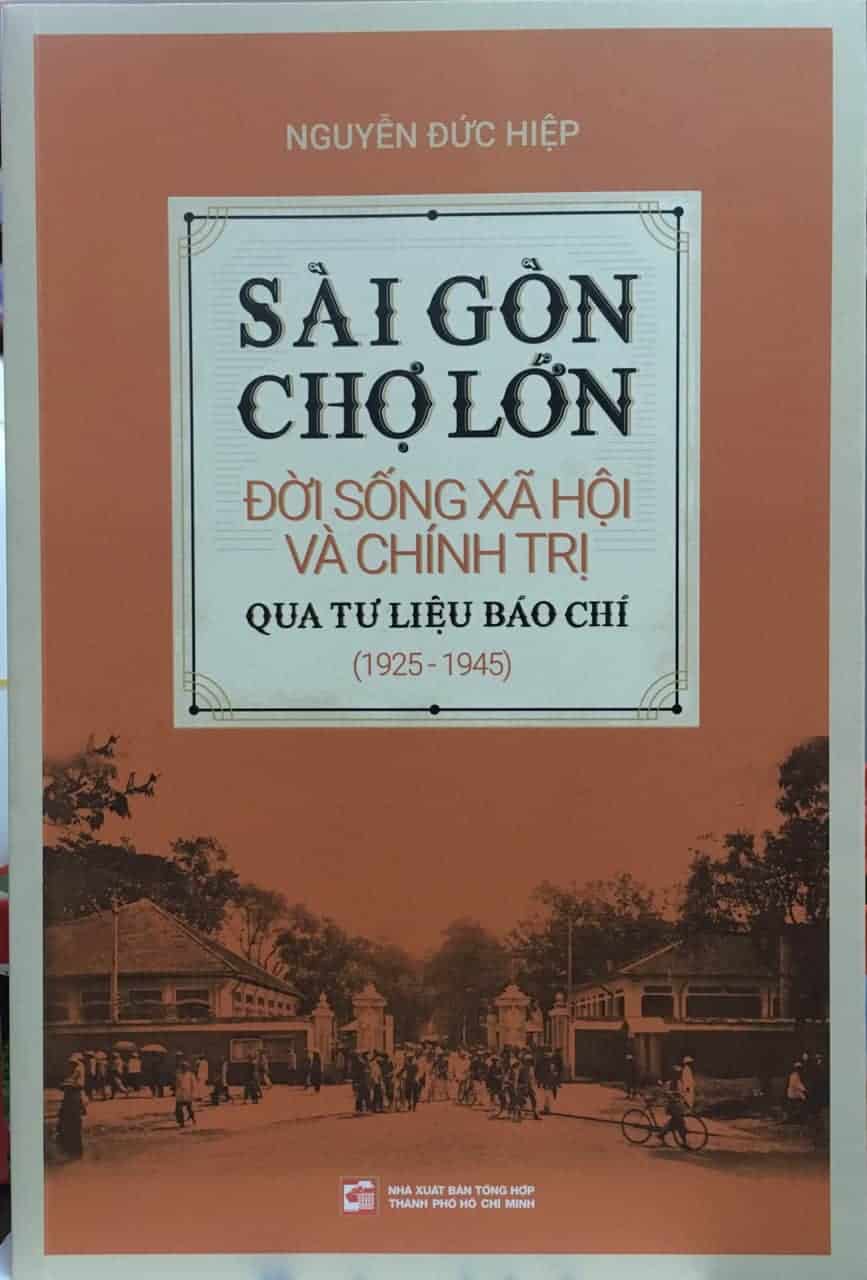 NGUYỄN ĐỨC HIỆP
SÀI GÒN
CHỢ LỚN
ĐỜI SỐNG XÃ HỘI
VÀ CHÍNH TRỊ
QUA TƯ LIỆU BÁO CHÍ
(1925 - 1945)
NHÀ XUẤT BẢN TỔNG HỢP
THÀNH PHỐ HỒ CHÍ MINH